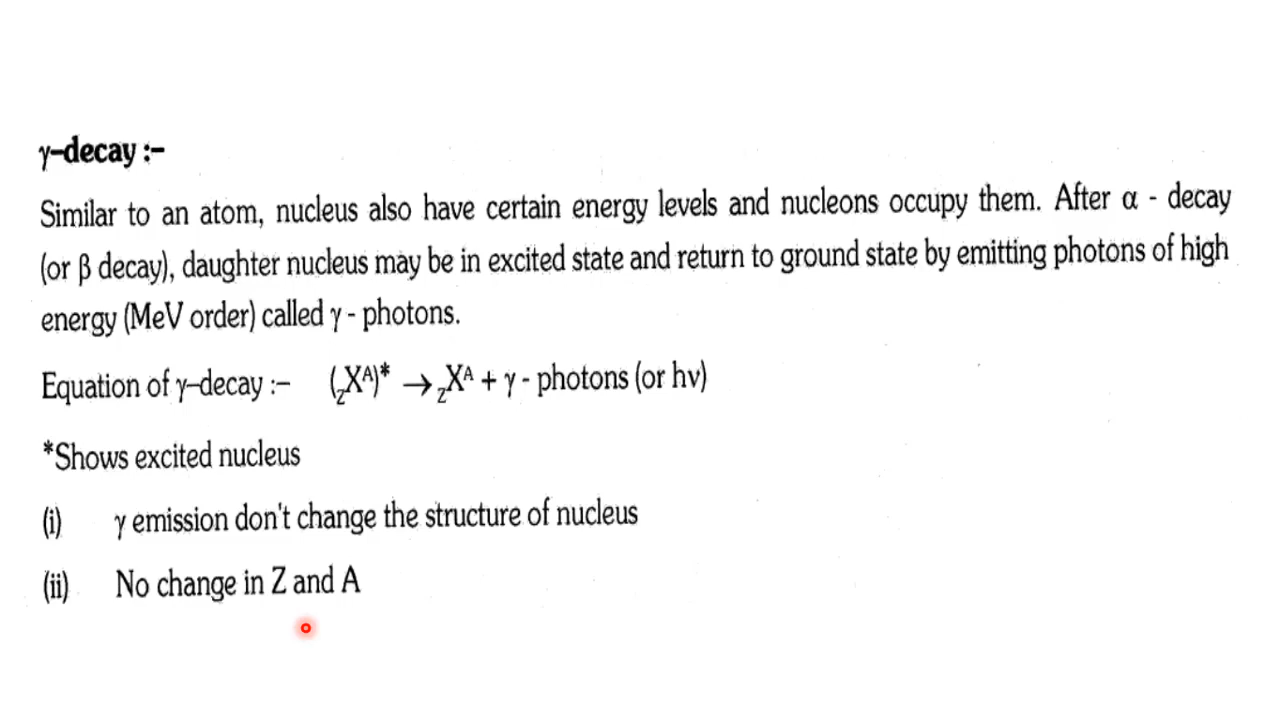 γ-decay :-
Similar to an atom, nucleus also have certain energy levels and nucleons occupy them. After α - decay
(or β decay), daughter nucleus may be in excited state and return to ground state by emitting photons of high
energy (MeV order) called γ - photons.
Equation of γ-decay :- (ZXᴬ)* → ZXᴬ + γ - photons (or hν)
*Shows excited nucleus
(i) γ emission don't change the structure of nucleus
(ii) No change in Z and A